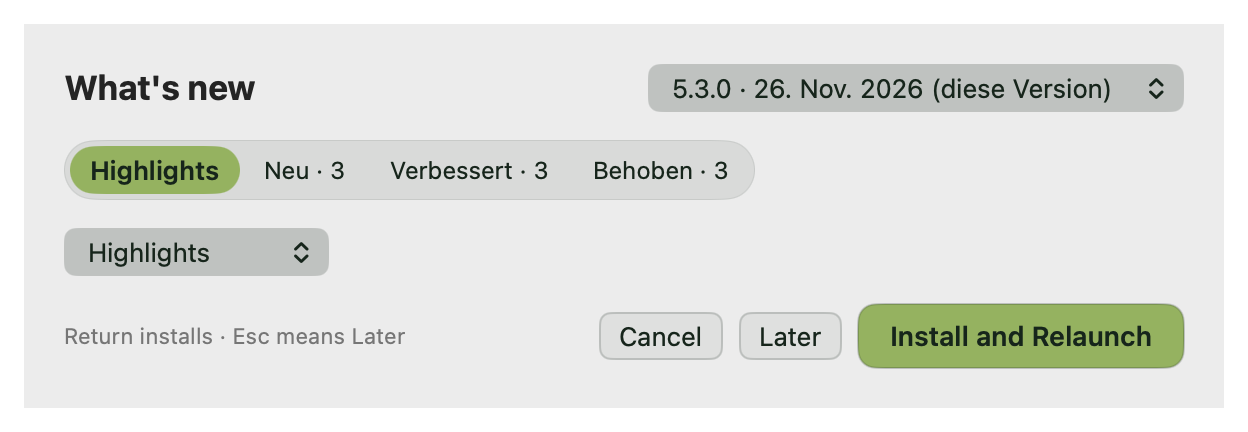 What's new
5.3.0 · 26. Nov. 2026 (diese Version)
Highlights
Neu · 3
Verbessert · 3
Behoben · 3
Highlights
Return installs · Esc means Later
Cancel
Later
Install and Relaunch